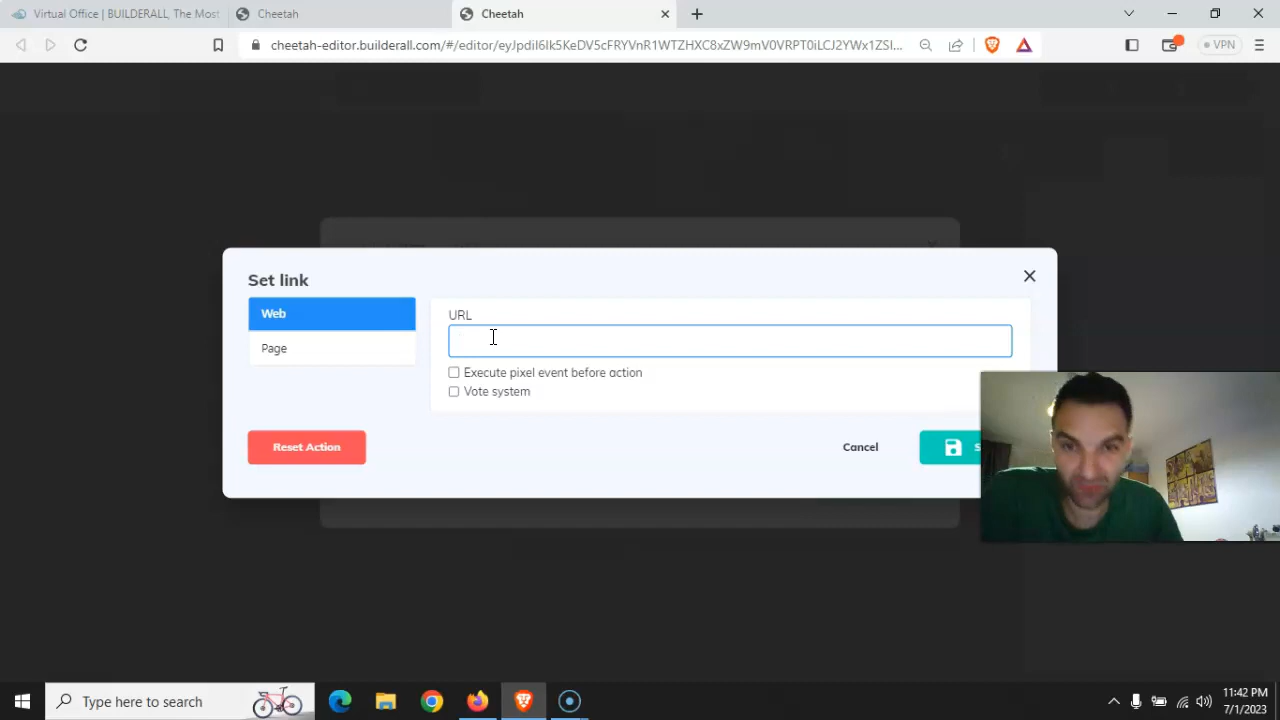 Virtual Office | BUILDERALL, The Most
Cheetah
Cheetah
cheetah-editor.builderall.com/#/editor/eyJpdiI6Ik5KeDV5cFRYVnR1WTZHXC8xZW9mV0VRPT0iLCJ2YWx1ZSI...
VPN
Set link
Web
Page
URL
Execute pixel event before action
Vote system
Reset Action
Cancel
S
Type here to search
11:42 PM
7/1/2023